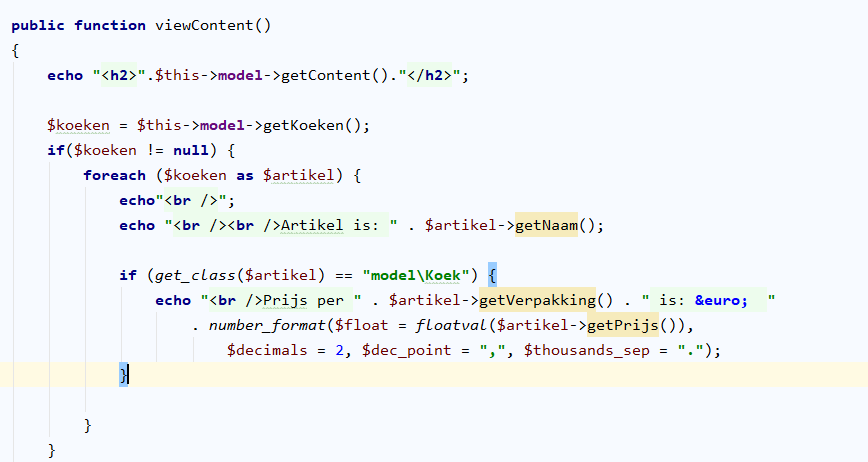 public function viewContent()
{
    echo "<h2>".$this->model->getContent()."</h2>";

    $koeken = $this->model->getKoeken();
    if($koeken != null) {
        foreach ($koeken as $artikel) {
            echo"<br />";
            echo "<br /><br />Artikel is: " . $artikel->getNaam();

            if (get_class($artikel) == "model\Koek") {
                echo "<br />Prijs per " . $artikel->getVerpakking() . " is: &euro;  "
                    . number_format($float = floatval($artikel->getPrijs()),
                        $decimals = 2, $dec_point = ",", $thousands_sep = ".");
            }

        }
    }